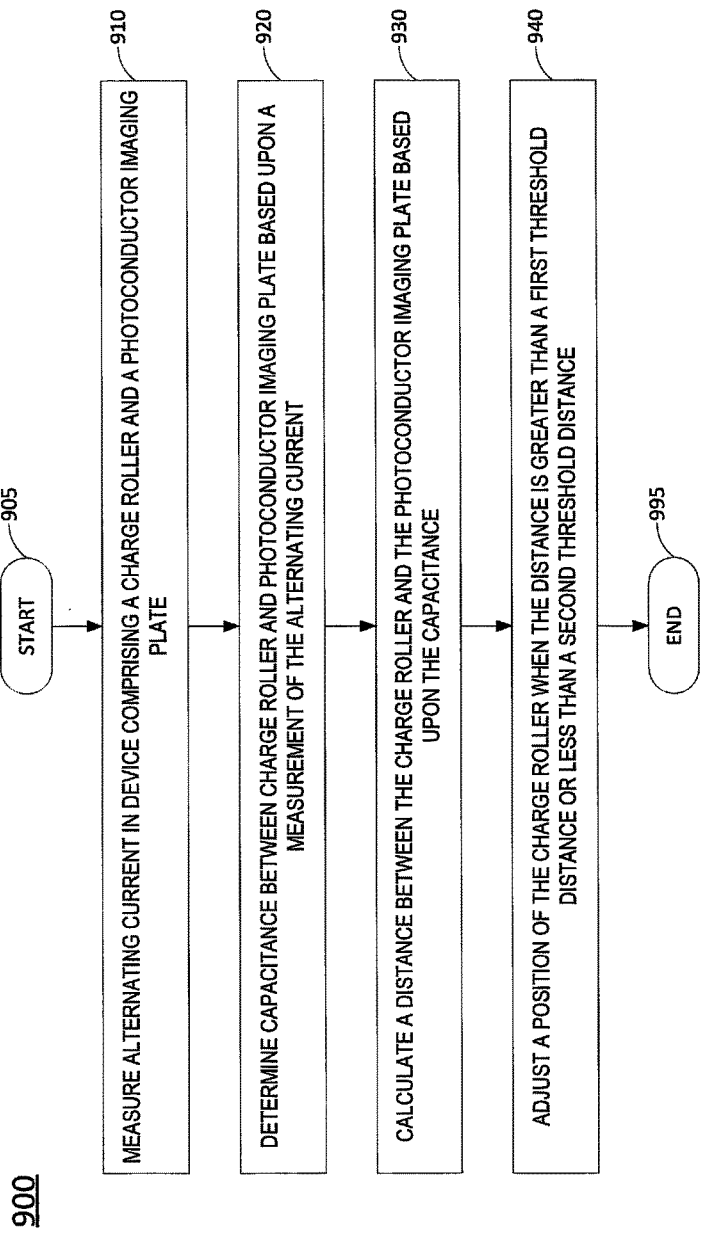 900
START
905
MEASURE ALTERNATING CURRENT IN DEVICE COMPRISING A CHARGE ROLLER AND A PHOTOCONDUCTOR IMAGING
PLATE
910
DETERMINE CAPACITANCE BETWEEN CHARGE ROLLER AND PHOTOCONDUCTOR IMAGING PLATE BASED UPON A
MEASUREMENT OF THE ALTERNATING CURRENT
920
CALCULATE A DISTANCE BETWEEN THE CHARGE ROLLER AND THE PHOTOCONDUCTOR IMAGING PLATE BASED
UPON THE CAPACITANCE
930
ADJUST A POSITION OF THE CHARGE ROLLER WHEN THE DISTANCE IS GREATER THAN A FIRST THRESHOLD
DISTANCE OR LESS THAN A SECOND THRESHOLD DISTANCE
940
END
995